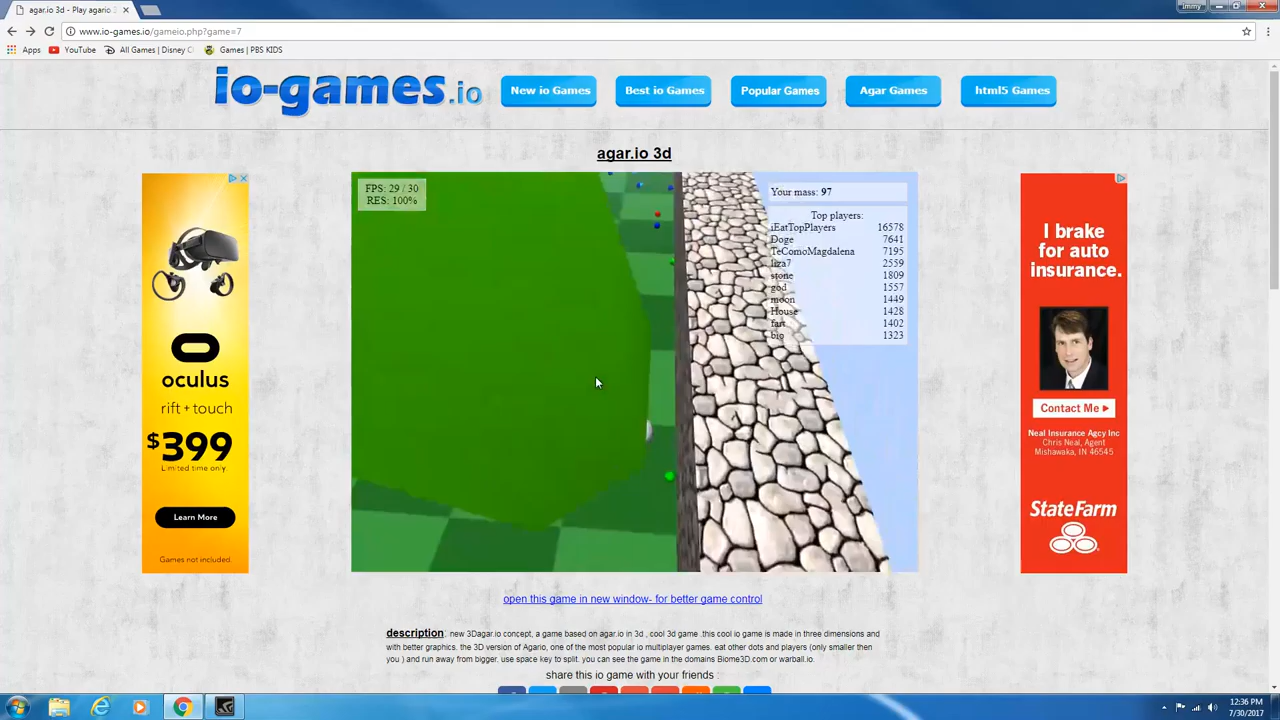 agar.io 3d - Play agario 3
Immy
www.io-games.io/gameio.php?game=7
Apps
YouTube
All Games | Disney C
Games | PBS KIDS
io-games.io
New io Games
Best io Games
Popular Games
Agar Games
html5 Games
agar.io 3d
FPS: 29 / 30
RES: 100%
Your mass: 97
Top players:
iEatTopPlayers 16578
Doge 7641
TeComoMagdalena 7195
liza7 2559
stone 1809
god 1557
moon 1449
House 1428
fart 1402
bio 1323
oculus
rift + touch
$399
Limited time only.
Learn More
Games not included.
I brake
for auto
insurance.
Contact Me
Neal Insurance Agcy Inc
Chris Neal, Agent
Mishawaka, IN 46545
StateFarm
open this game in new window- for better game control
description: new 3Dagar.io concept, a game based on agar.io in 3d , cool 3d game .this cool io game is made in three dimensions and
with better graphics. the 3D version of Agario, one of the most popular io multiplayer games. eat other dots and players (only smaller then
you ) and run away from bigger. use space key to split. you can see the game in the domains Biome3D.com or warball.io.
share this io game with your friends :
12:36 PM
7/30/2017